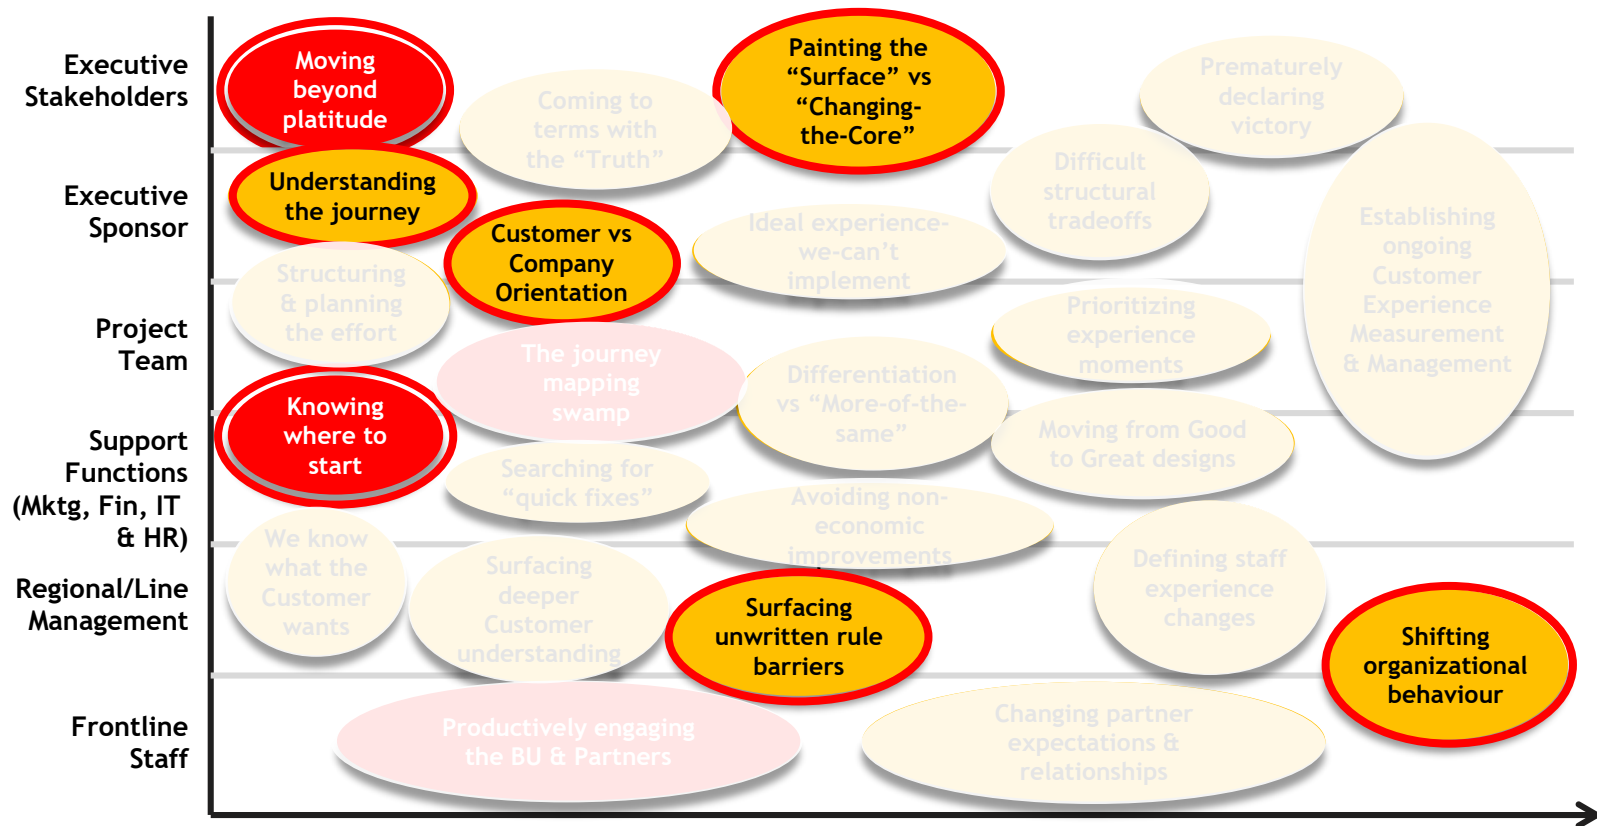 Executive
Stakeholders
Executive
Sponsor
Project
Team
Support
Functions
(Mktg, Fin, IT
& HR)
Regional/Line
Management
Frontline
Staff
Moving
beyond
platitude
Coming to
terms with
the “Truth”
Painting the
“Surface” vs
“Changing-
the-Core”
Prematurely
declaring
victory
Understanding
the journey
Customer vs
Company
Orientation
Ideal experience-
we-can’t
implement
Difficult
structural
tradeoffs
Establishing
ongoing
Customer
Experience
Measurement
& Management
Structuring
& planning
the effort
The journey
mapping
swamp
Differentiation
vs “More-of-the-
same”
Prioritizing
experience
moments
Knowing
where to
start
Searching for
“quick fixes”
Avoiding non-
economic
improvements
Moving from Good
to Great designs
We know
what the
Customer
wants
Surfacing
deeper
Customer
understanding
Surfacing
unwritten rule
barriers
Defining staff
experience
changes
Shifting
organizational
behaviour
Productively engaging
the BU & Partners
Changing partner
expectations &
relationships